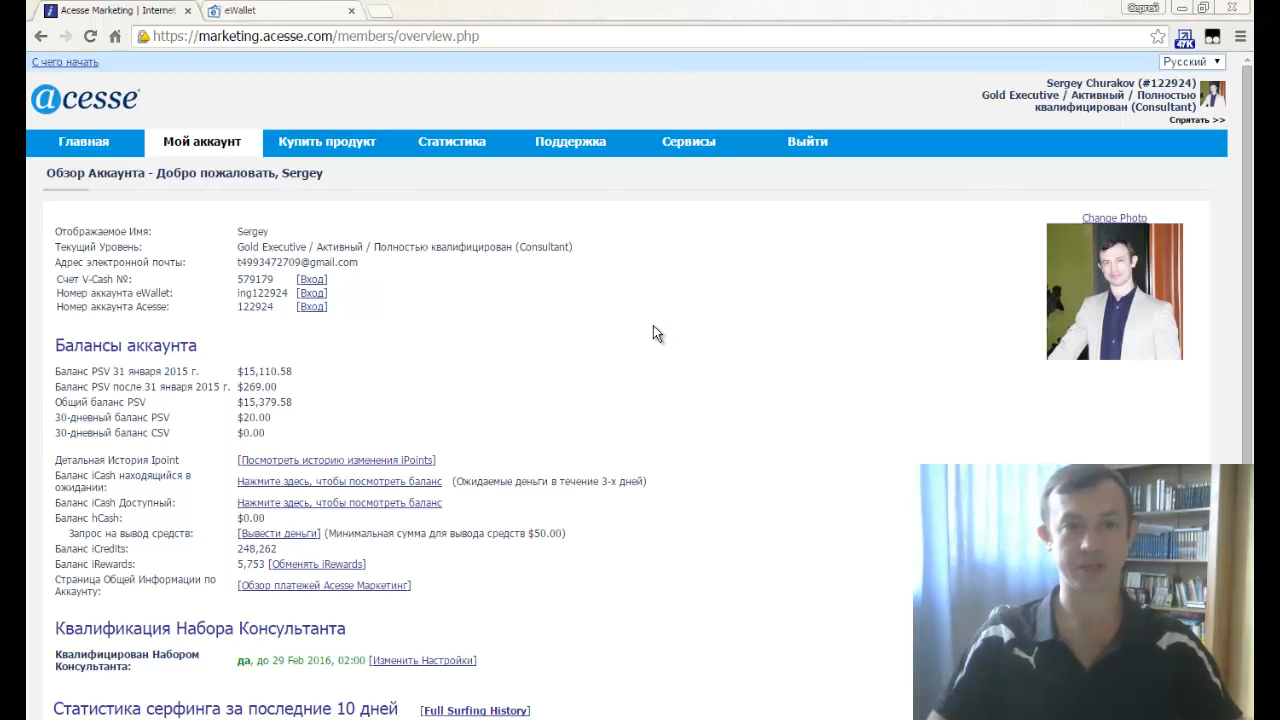 Acesse Marketing | Internet
eWallet
Сергей
https://marketing.acesse.com/members/overview.php
47K
С чего начать
Русский
acesse
Sergey Churakov (#122924)
Gold Executive / Активный / Полностью
квалифицирован (Consultant)
Спрятать >>
Главная
Мой аккаунт
Купить продукт
Статистика
Поддержка
Сервисы
Выйти
Обзор Аккаунта - Добро пожаловать, Sergey
Change Photo
Отображаемое Имя: Sergey
Текущий Уровень: Gold Executive / Активный / Полностью квалифицирован (Consultant)
Адрес электронной почты: t4993472709@gmail.com
Счет V-Cash №: 579179 [Вход]
Номер аккаунта eWallet: ing122924 [Вход]
Номер аккаунта Acesse: 122924 [Вход]
Балансы аккаунта
Баланс PSV 31 января 2015 г. $15,110.58
Баланс PSV после 31 января 2015 г. $269.00
Общий баланс PSV $15,379.58
30-дневный баланс PSV $20.00
30-дневный баланс CSV $0.00
Детальная История Ipoint [Посмотреть историю изменения iPoints]
Баланс iCash находящийся в
ожидании: Нажмите здесь, чтобы посмотреть баланс (Ожидаемые деньги в течение 3-х дней)
Баланс iCash Доступный: Нажмите здесь, чтобы посмотреть баланс
Баланс hCash: $0.00
Запрос на вывод средств: [Вывести деньги] (Минимальная сумма для вывода средств $50.00)
Баланс iCredits: 248,262
Баланс iRewards: 5,753 [Обменять iRewards]
Страница Общей Информации по
Аккаунту: [Обзор платежей Acesse Маркетинг]
Квалификация Набора Консультанта
Квалифицирован Набором
Консультанта: да, до 29 Feb 2016, 02:00 [Изменить Настройки]
Статистика серфинга за последние 10 дней [Full Surfing History]